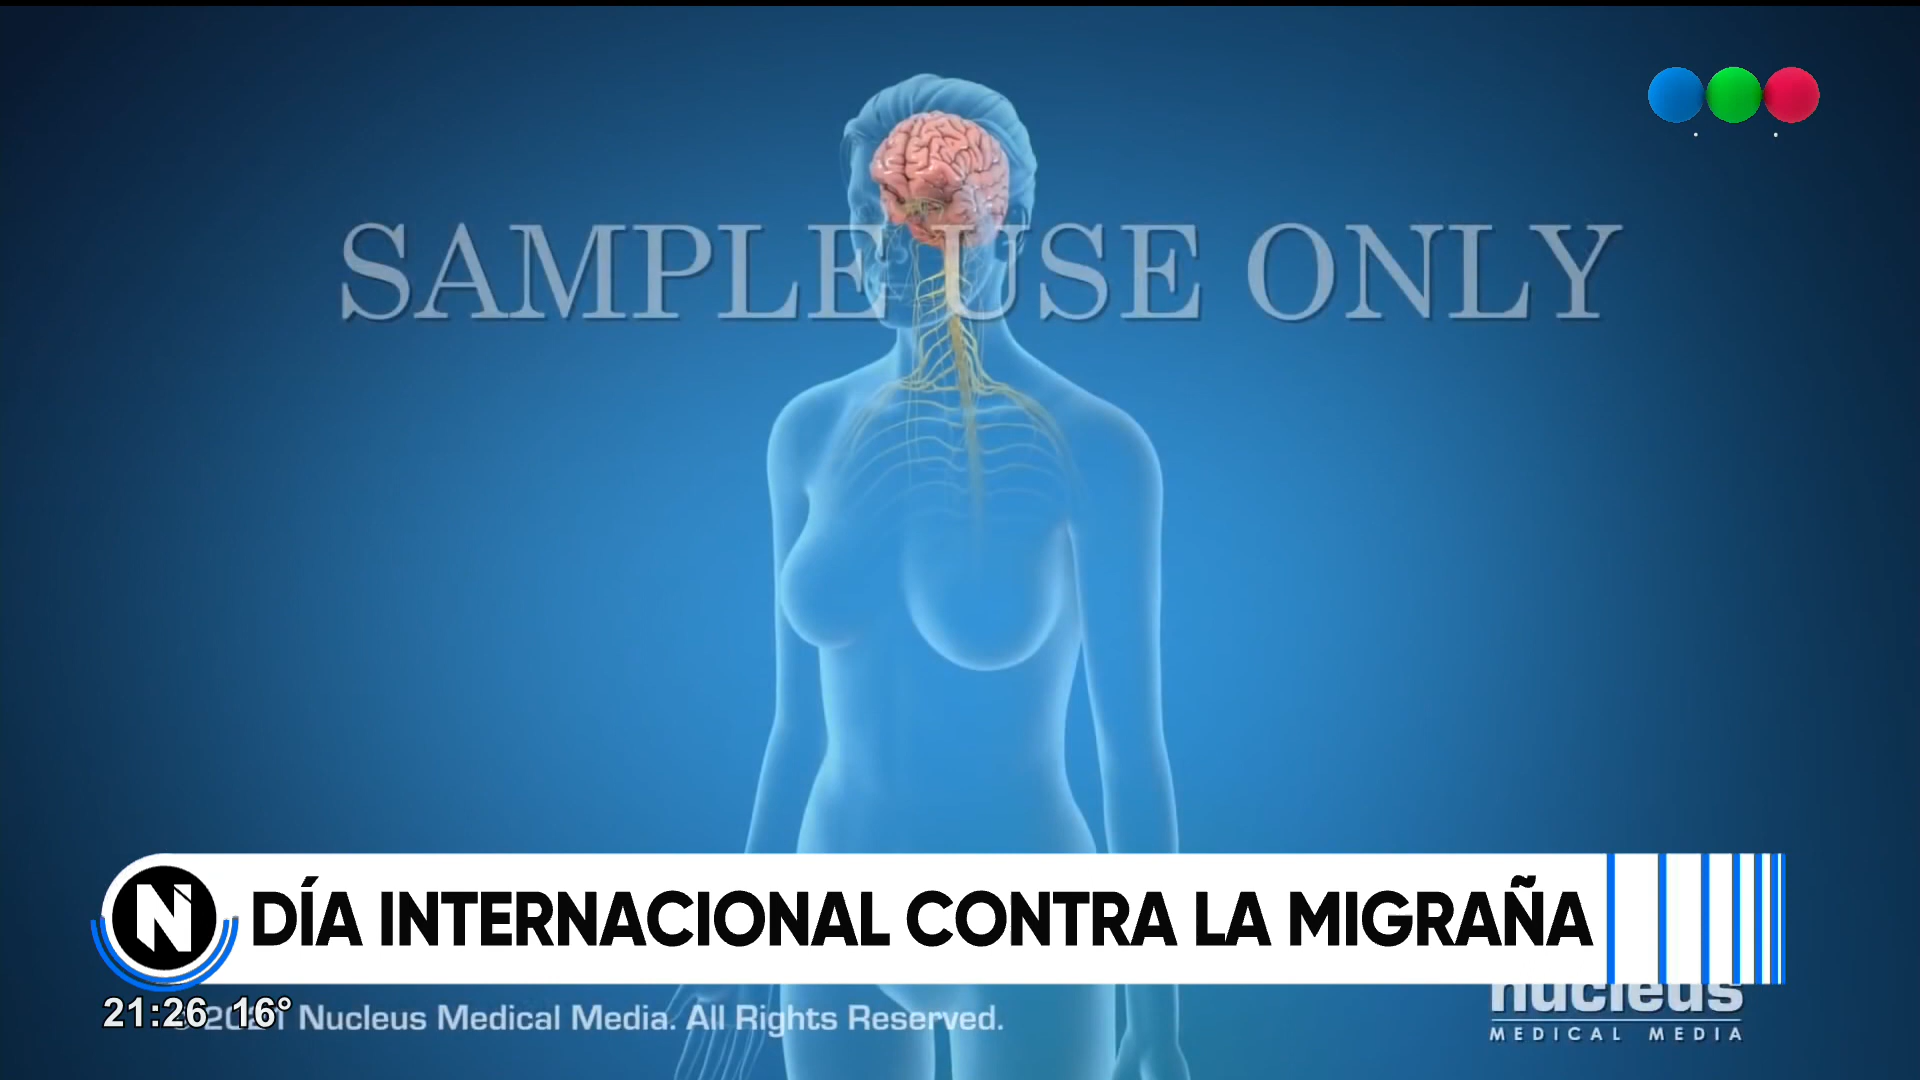 SAMPLE USE ONLY
N DÍA INTERNACIONAL CONTRA LA MIGRAÑA
nucleus
21:26 16° Nucleus Medical Media. All Rights Reserved.
MEDICAL MEDIA